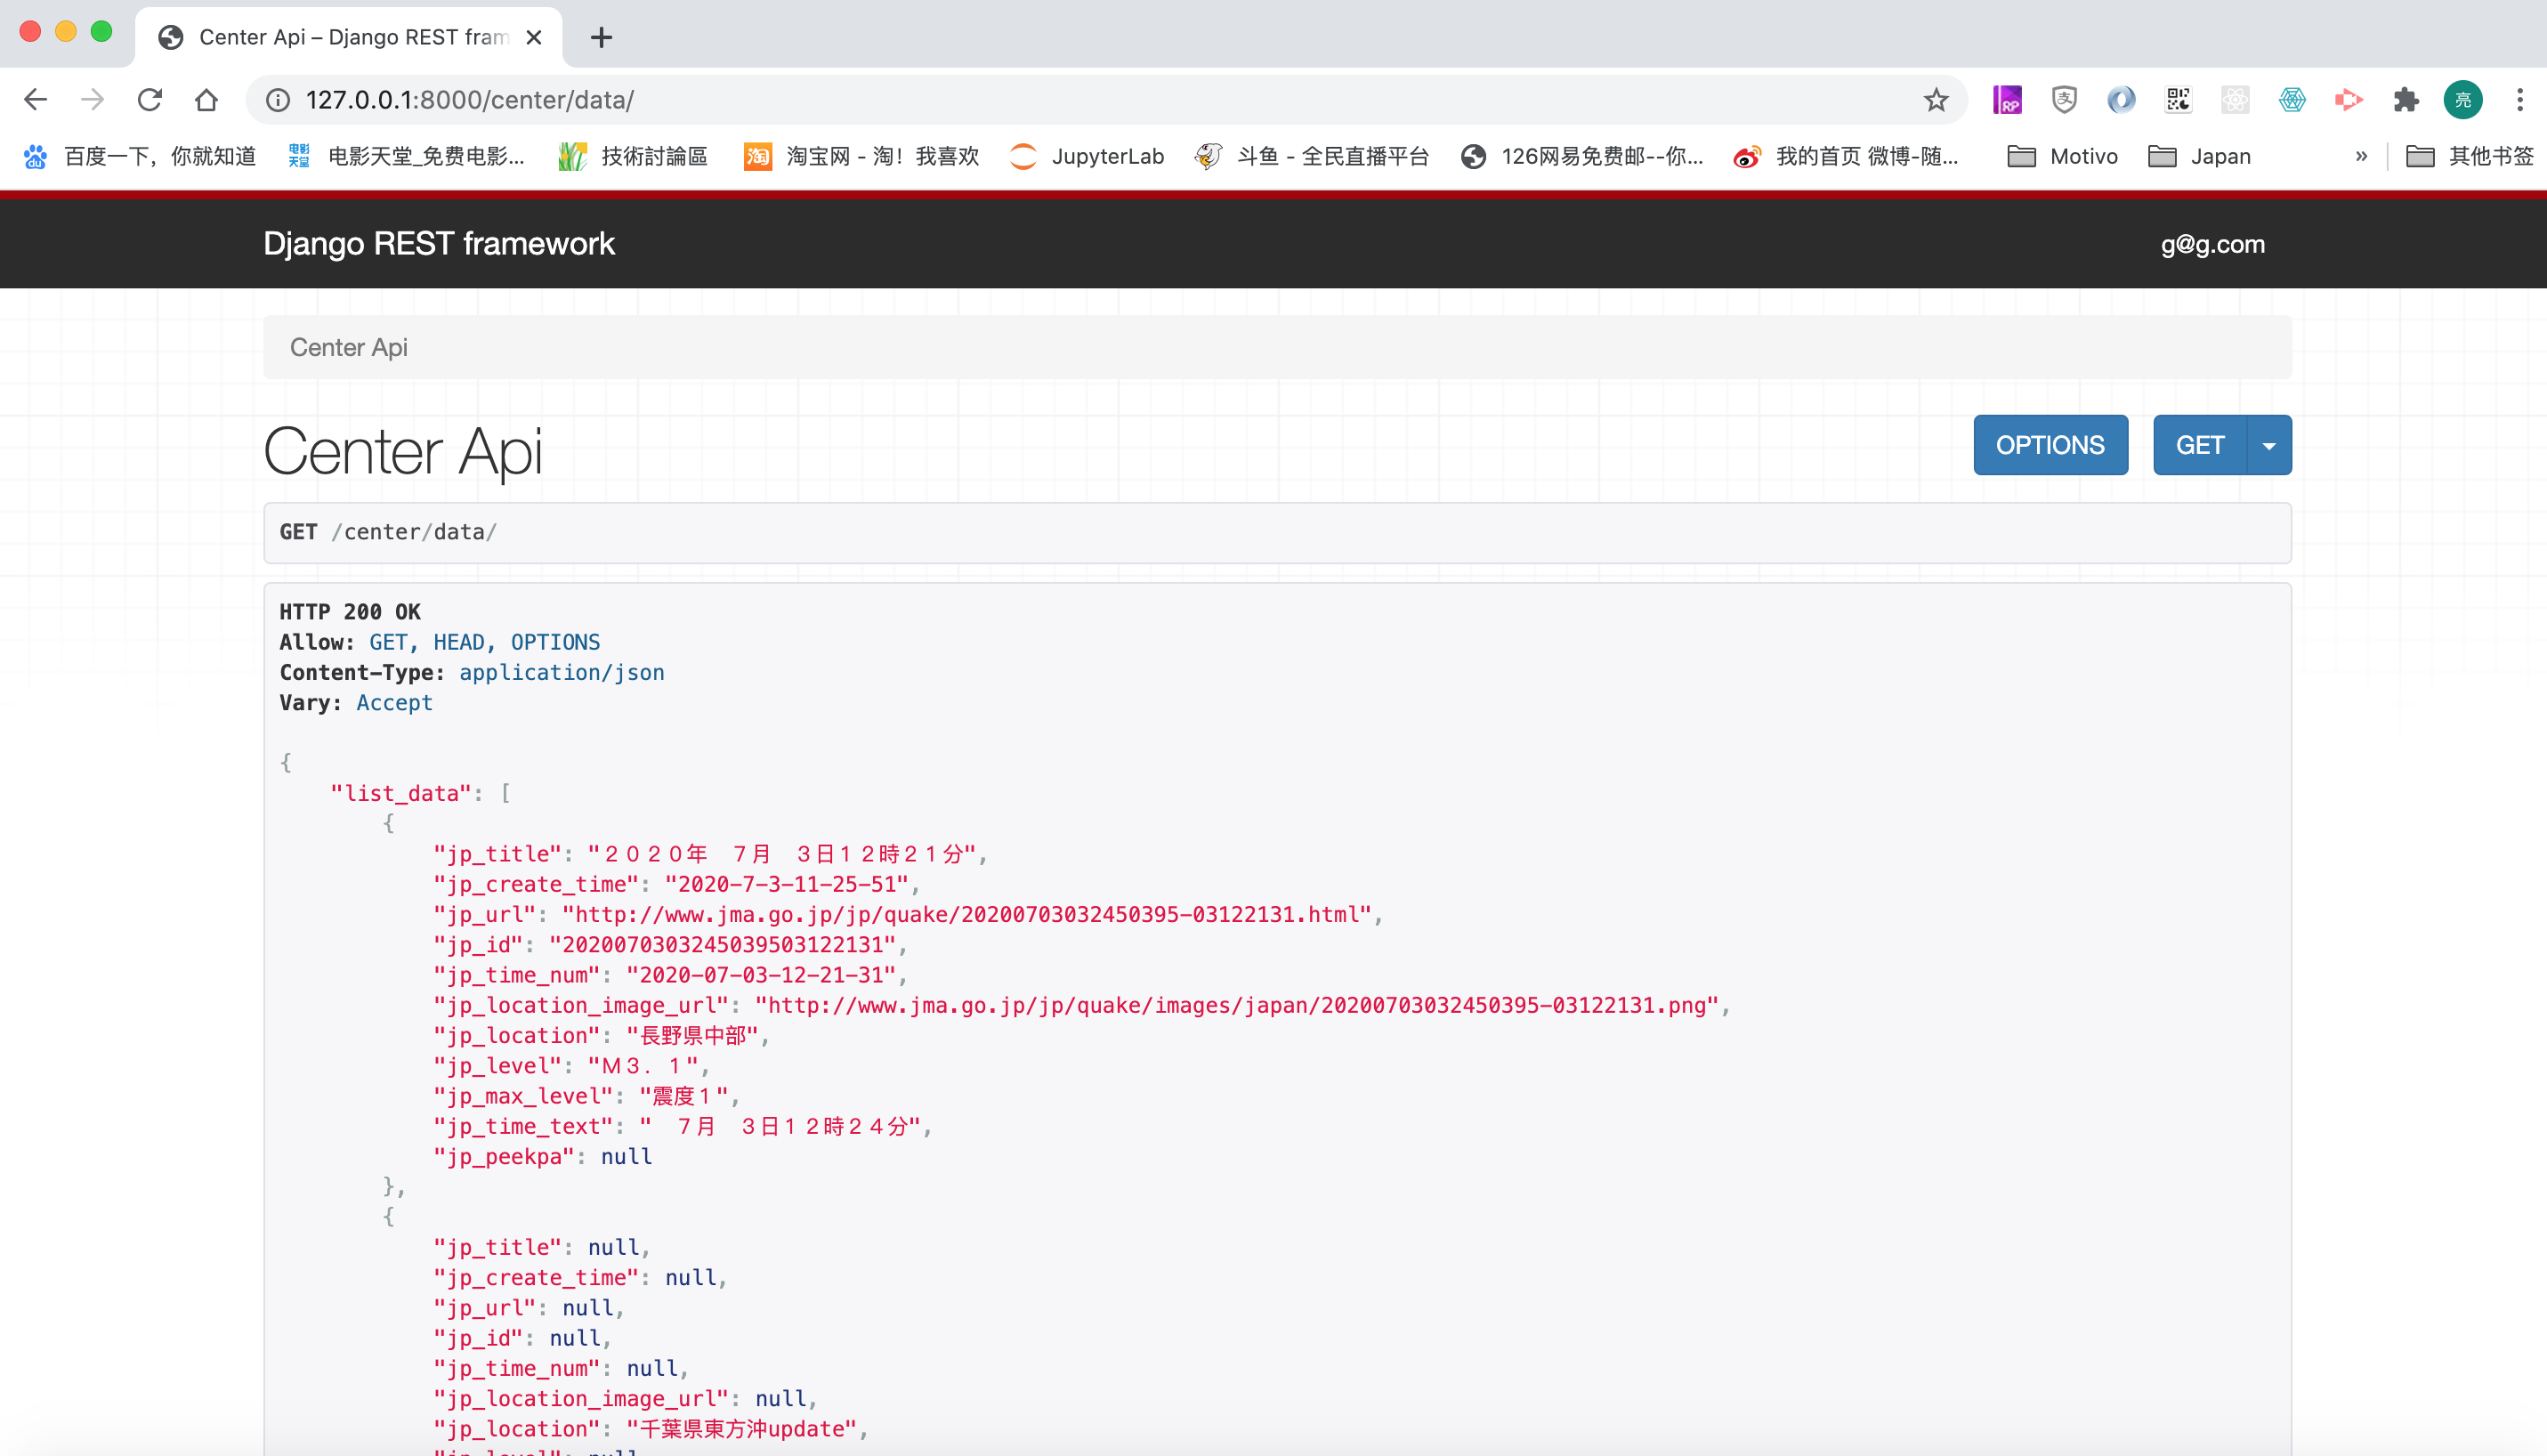 Center Api – Django REST fram
127.0.0.1:8000/center/data/
RP 支 亮
百度一下，你就知道 电影天堂_免费电影... 技術討論區 淘宝网 - 淘！我喜欢 JupyterLab 斗鱼 - 全民直播平台 126网易免费邮--你... 我的首页 微博-随... Motivo Japan » 其他书签
Django REST framework g@g.com
Center Api
Center Api OPTIONS GET
GET /center/data/
HTTP 200 OK
Allow: GET, HEAD, OPTIONS
Content-Type: application/json
Vary: Accept
{
"list_data": [
{
"jp_title": "２０２０年　７月　３日１２時２１分",
"jp_create_time": "2020-7-3-11-25-51",
"jp_url": "http://www.jma.go.jp/jp/quake/20200703032450395-03122131.html",
"jp_id": "2020070303245039503122131",
"jp_time_num": "2020-07-03-12-21-31",
"jp_location_image_url": "http://www.jma.go.jp/jp/quake/images/japan/20200703032450395-03122131.png",
"jp_location": "長野県中部",
"jp_level": "Ｍ３．１",
"jp_max_level": "震度１",
"jp_time_text": "　７月　３日１２時２４分",
"jp_peekpa": null
},
{
"jp_title": null,
"jp_create_time": null,
"jp_url": null,
"jp_id": null,
"jp_time_num": null,
"jp_location_image_url": null,
"jp_location": "千葉県東方沖update",